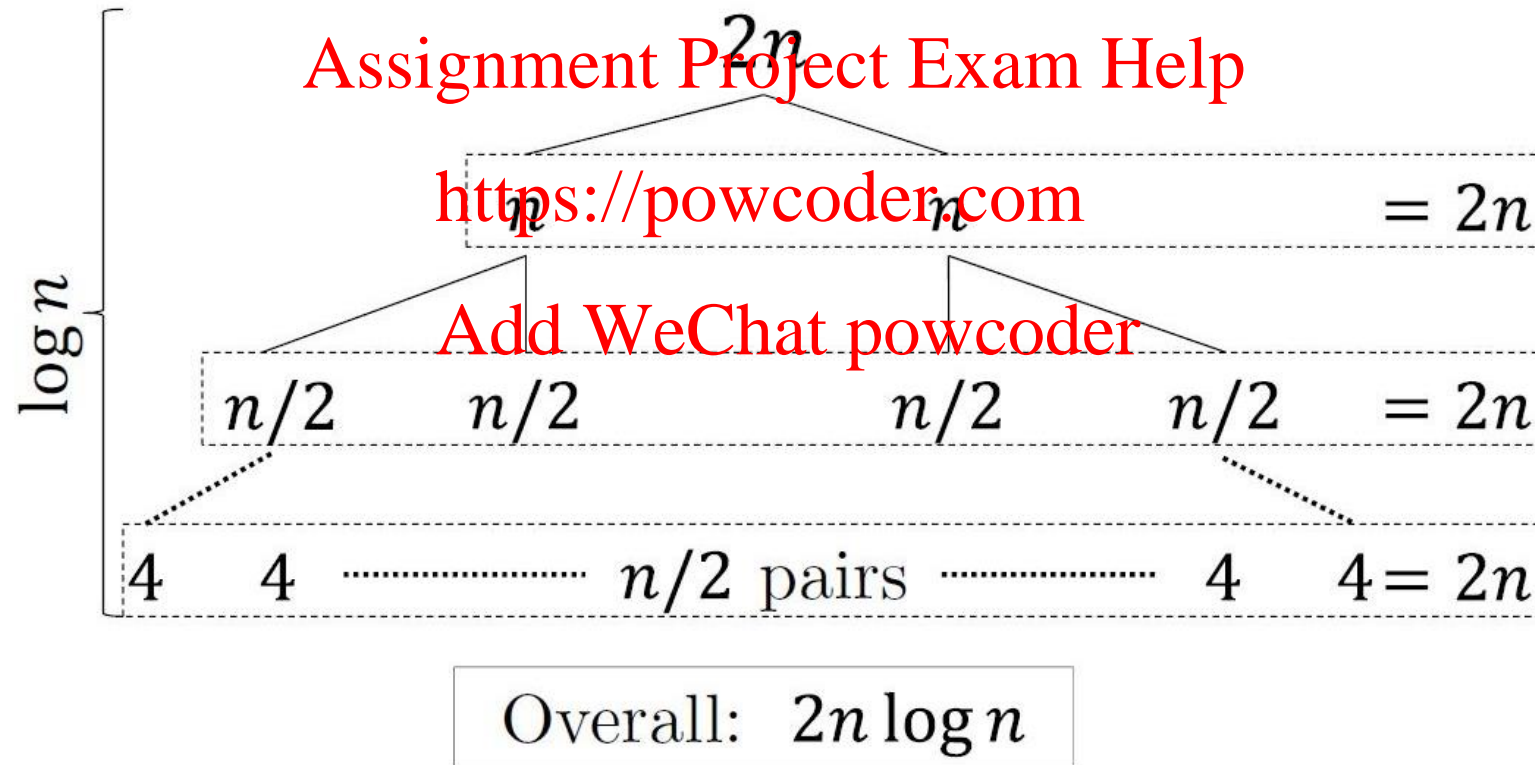 2n
Assignment Project Exam Help
https://powcoder.com
n n = 2n
log n
Add WeChat powcoder
n/2 n/2 n/2 n/2 = 2n
4 4 n/2 pairs 4 4 = 2n
Overall: 2n log n